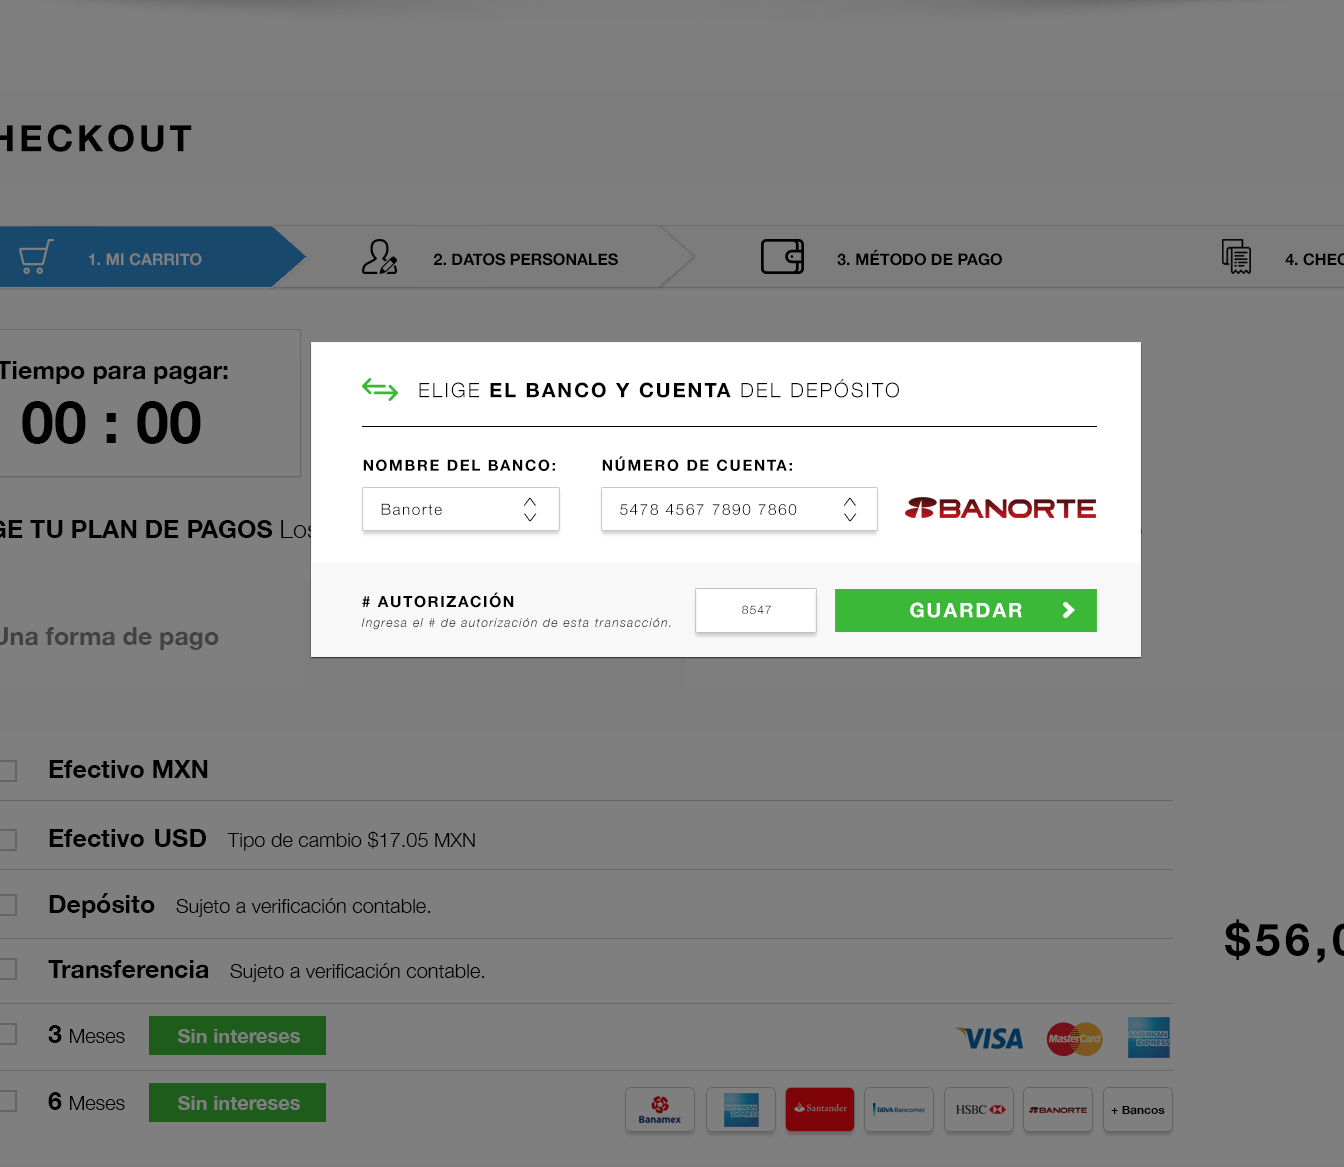 HECKOUT
1. MI CARRITO
2. DATOS PERSONALES
3. MÉTODO DE PAGO
4. CHEC
Tiempo para pagar:
00 : 00
ELIGE EL BANCO Y CUENTA DEL DEPÓSITO
NOMBRE DEL BANCO:
NÚMERO DE CUENTA:
Banorte
5478 4567 7890 7860
BANORTE
GE TU PLAN DE PAGOS Los
# AUTORIZACIÓN
Ingresa el # de autorización de esta transacción.
8547
GUARDAR
Una forma de pago
Efectivo MXN
Efectivo USD Tipo de cambio $17.05 MXN
Depósito Sujeto a verificación contable.
$56,0
Transferencia Sujeto a verificación contable.
3 Meses Sin intereses
VISA
MasterCard
AMERICAN EXPRESS
6 Meses Sin intereses
Banamex
AMERICAN EXPRESS
Santander
BBVA Bancomer
HSBC
BANORTE
+ Bancos